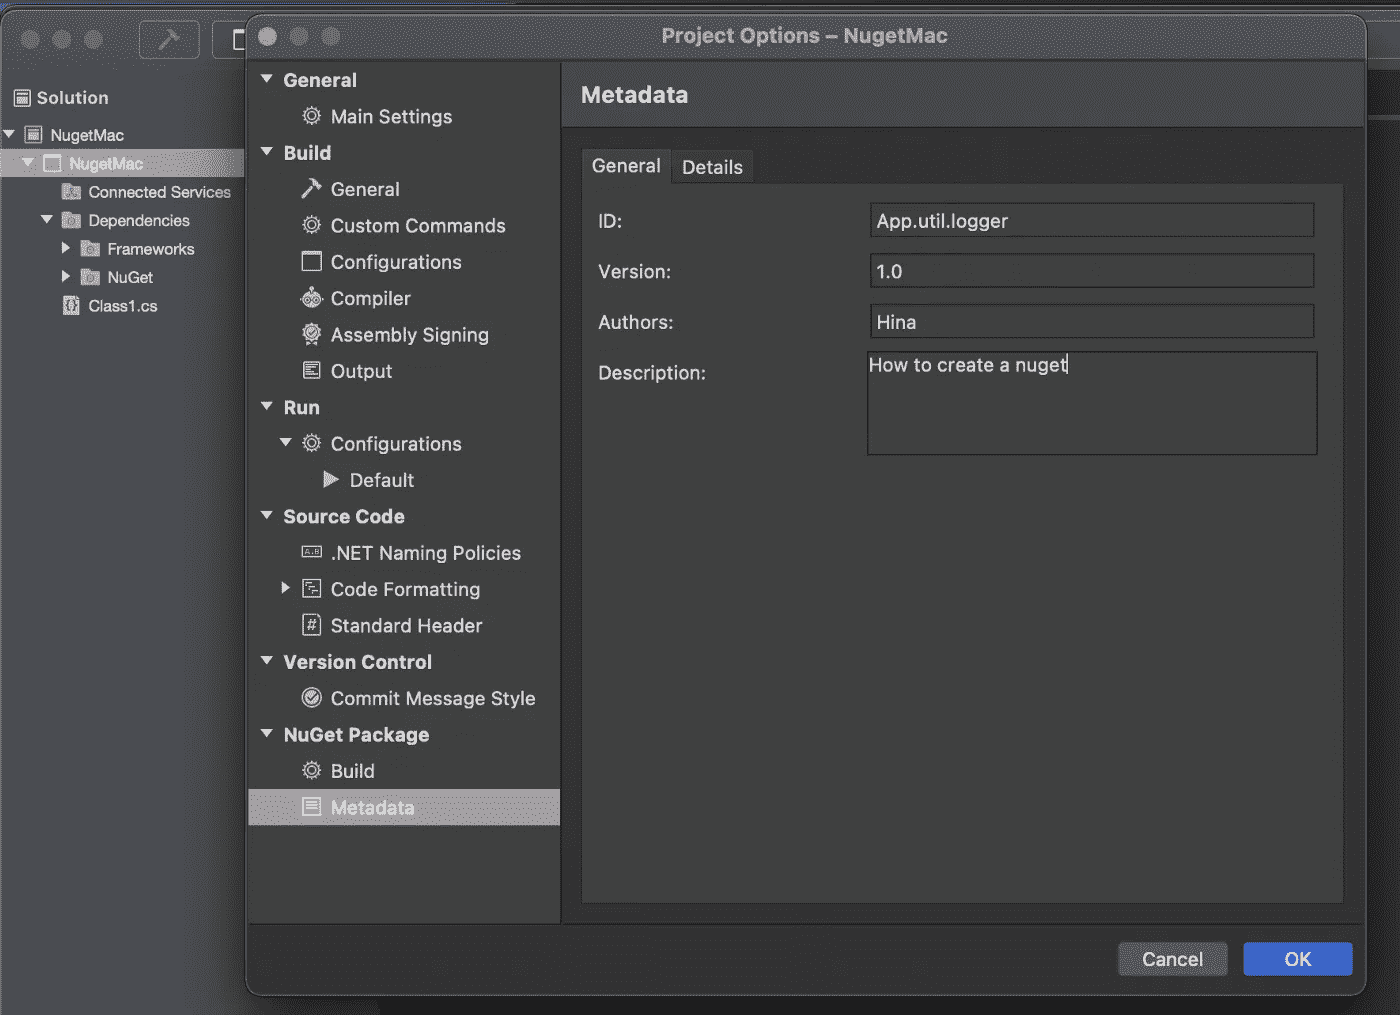 Project Options – NugetMac
Solution
NugetMac
NugetMac
Connected Services
Dependencies
Frameworks
NuGet
Class1.cs
General
Main Settings
Build
General
Custom Commands
Configurations
Compiler
Assembly Signing
Output
Run
Configurations
Default
Source Code
.NET Naming Policies
Code Formatting
Standard Header
Version Control
Commit Message Style
NuGet Package
Build
Metadata
Metadata
General Details
ID: App.util.logger
Version: 1.0
Authors: Hina
Description: How to create a nuget
Cancel OK